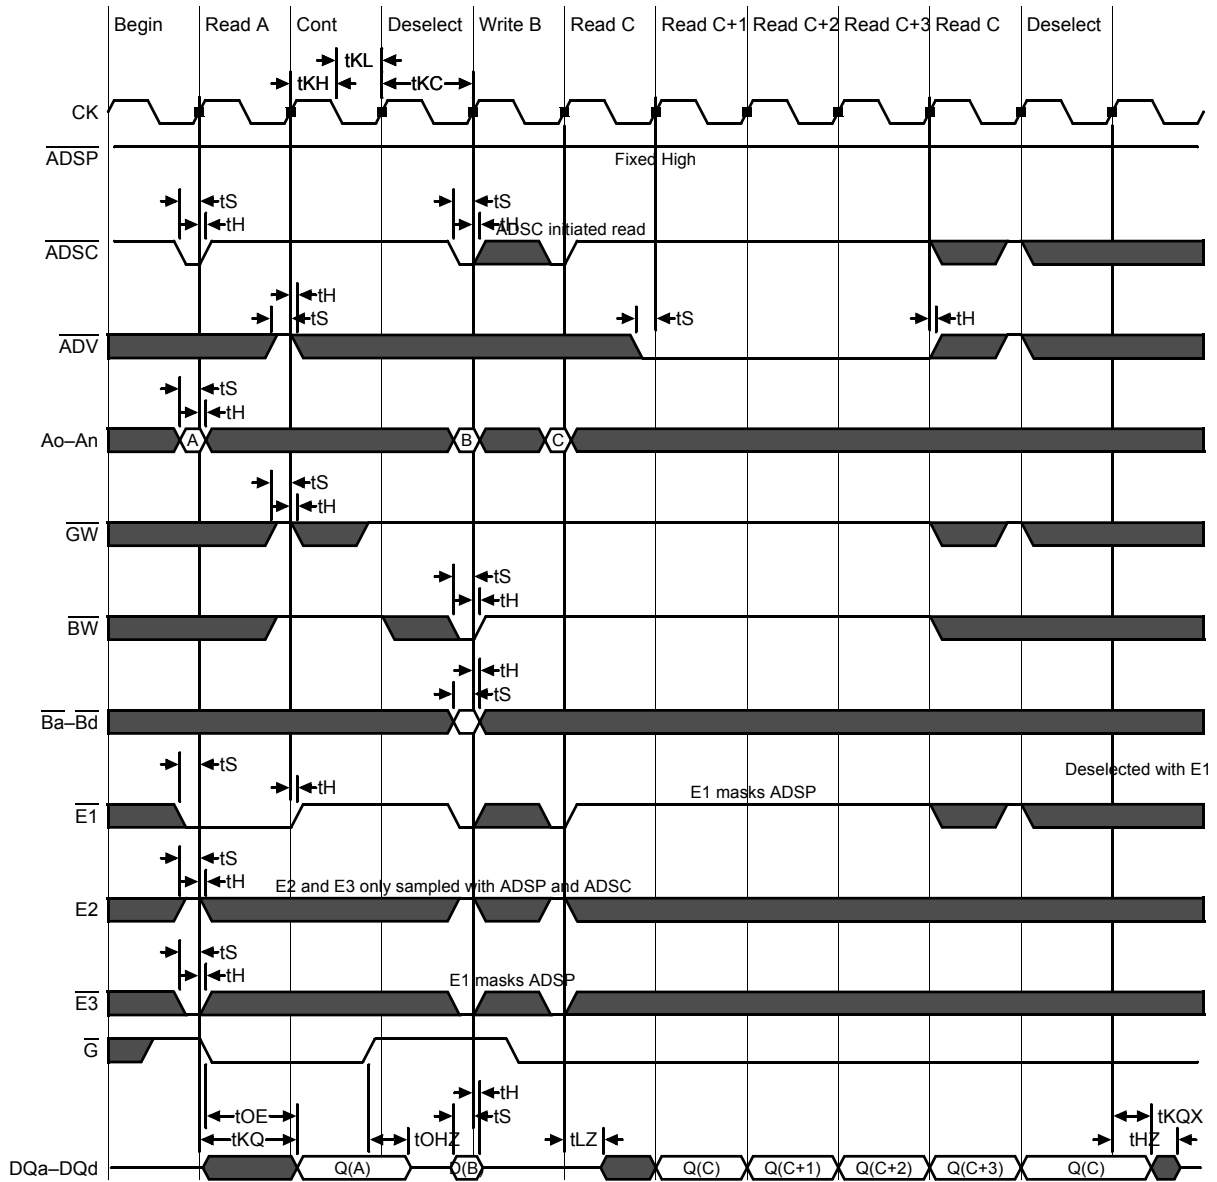 Begin Read A Cont Deselect Write B Read C Read C+1 Read C+2 Read C+3 Read C Deselect
tKL
tKH tKC
CK
ADSP
Fixed High
tS tS
tH tH
ADSC initiated read
ADSC
tH
tS tS tH
ADV
tS
tH
Ao–An A B C
tS
tH
GW
tS
tH
BW
tH
tS
Ba–Bd
tS
Deselected with E1
tH
E1 masks ADSP
E1
tS
tH
E2 and E3 only sampled with ADSP and ADSC
E2
tS
tH
E1 masks ADSP
E3
G
tH
tOE tS tKQX
tKQ tOHZ tLZ tHZ
DQa–DQd Q(A) D(B) Q(C) Q(C+1) Q(C+2) Q(C+3) Q(C)